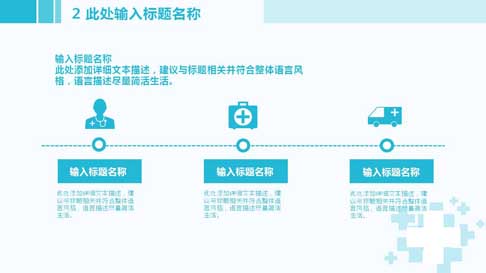 2 此处输入标题名称
输入标题名称
此处添加详细文本描述，建议与标题相关并符合整体语言风
格，语言描述尽量简洁生活。
输入标题名称
输入标题名称
输入标题名称
此处添加详细文本描述，建
议与标题相关并符合整体语
言风格，语言描述尽量简洁
生活。
此处添加详细文本描述，建
议与标题相关并符合整体语
言风格，语言描述尽量简洁
生活。
此处添加详细文本描述，建
议与标题相关并符合整体语
言风格，语言描述尽量简洁
生活。